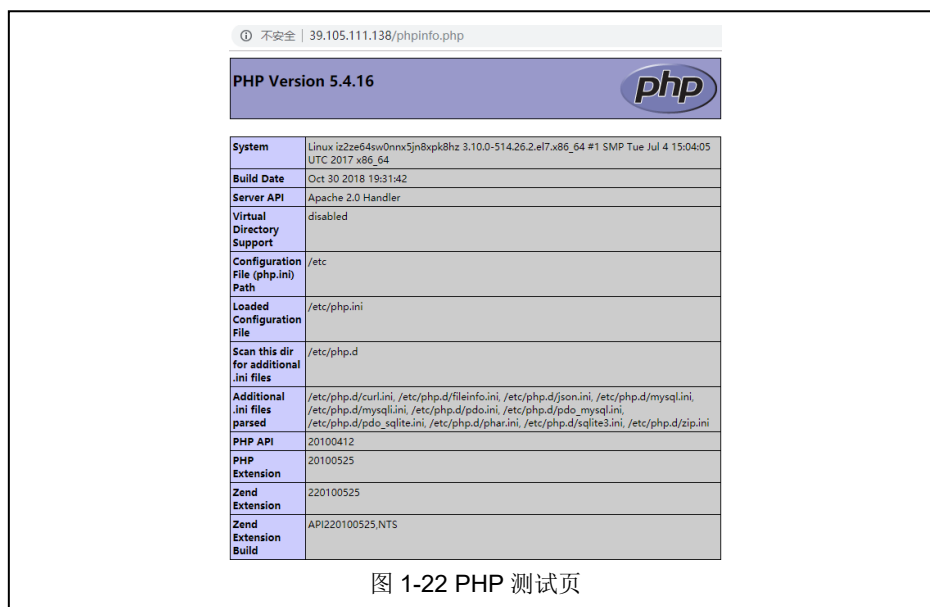 不安全 | 39.105.111.138/phpinfo.php
PHP Version 5.4.16
php
System
Linux iz2ze64sw0nnx5jn8xpk8hz 3.10.0-514.26.2.el7.x86_64 #1 SMP Tue Jul 4 15:04:05
UTC 2017 x86_64
Build Date
Oct 30 2018 19:31:42
Server API
Apache 2.0 Handler
Virtual
Directory
Support
disabled
Configuration
File (php.ini)
Path
/etc
Loaded
Configuration
File
/etc/php.ini
Scan this dir
for additional
.ini files
/etc/php.d
Additional
.ini files
parsed
/etc/php.d/curl.ini, /etc/php.d/fileinfo.ini, /etc/php.d/json.ini, /etc/php.d/mysql.ini,
/etc/php.d/mysqli.ini, /etc/php.d/pdo.ini, /etc/php.d/pdo_mysql.ini,
/etc/php.d/pdo_sqlite.ini, /etc/php.d/phar.ini, /etc/php.d/sqlite3.ini, /etc/php.d/zip.ini
PHP API
20100412
PHP
Extension
20100525
Zend
Extension
220100525
Zend
Extension
Build
API220100525,NTS
图 1-22 PHP 测试页